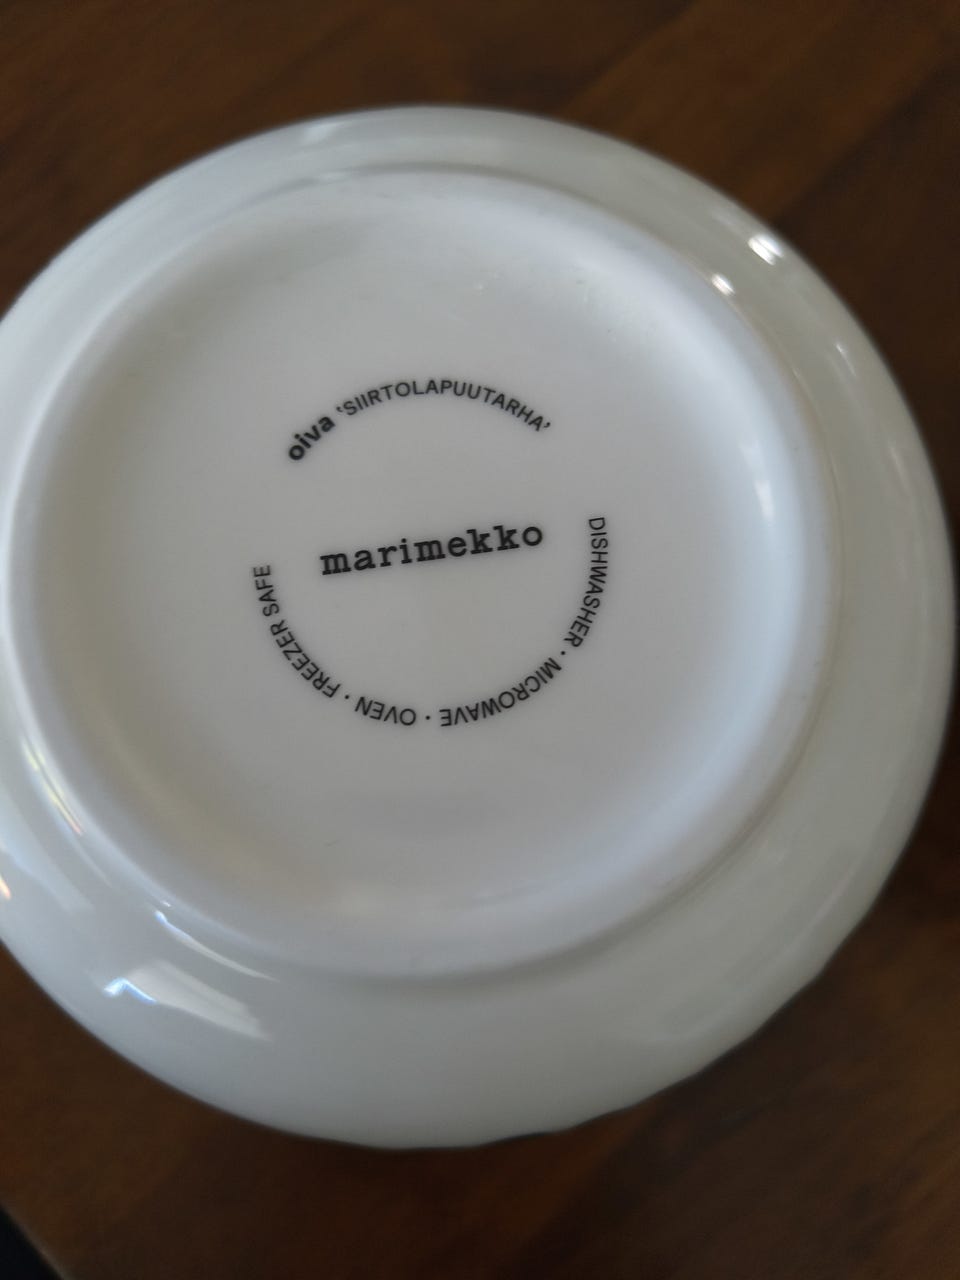 oiva ‘SIIRTOLAPUUTARHA’
marimekko
DISHWASHER · MICROWAVE · OVEN · FREEZER SAFE